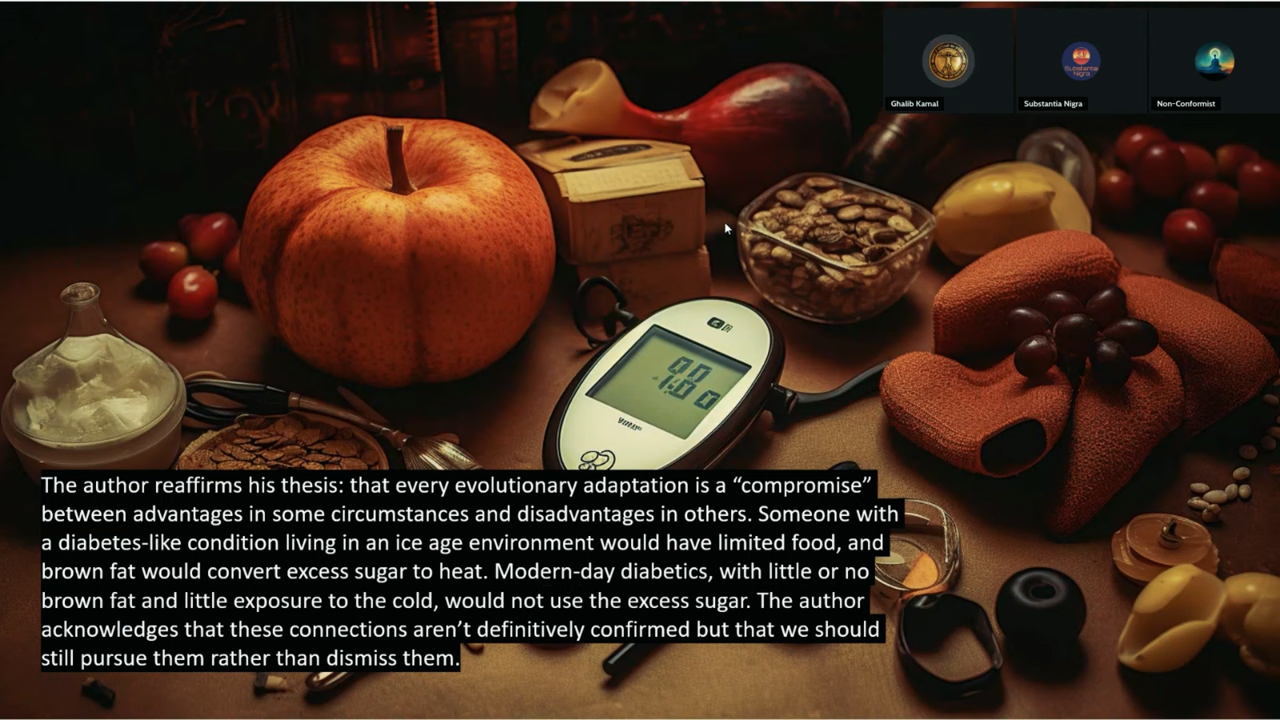 Ghalib Kamal
Substantia Nigra
Non-Conformist
The author reaffirms his thesis: that every evolutionary adaptation is a “compromise”
between advantages in some circumstances and disadvantages in others. Someone with
a diabetes-like condition living in an ice age environment would have limited food, and
brown fat would convert excess sugar to heat. Modern-day diabetics, with little or no
brown fat and little exposure to the cold, would not use the excess sugar. The author
acknowledges that these connections aren’t definitively confirmed but that we should
still pursue them rather than dismiss them.